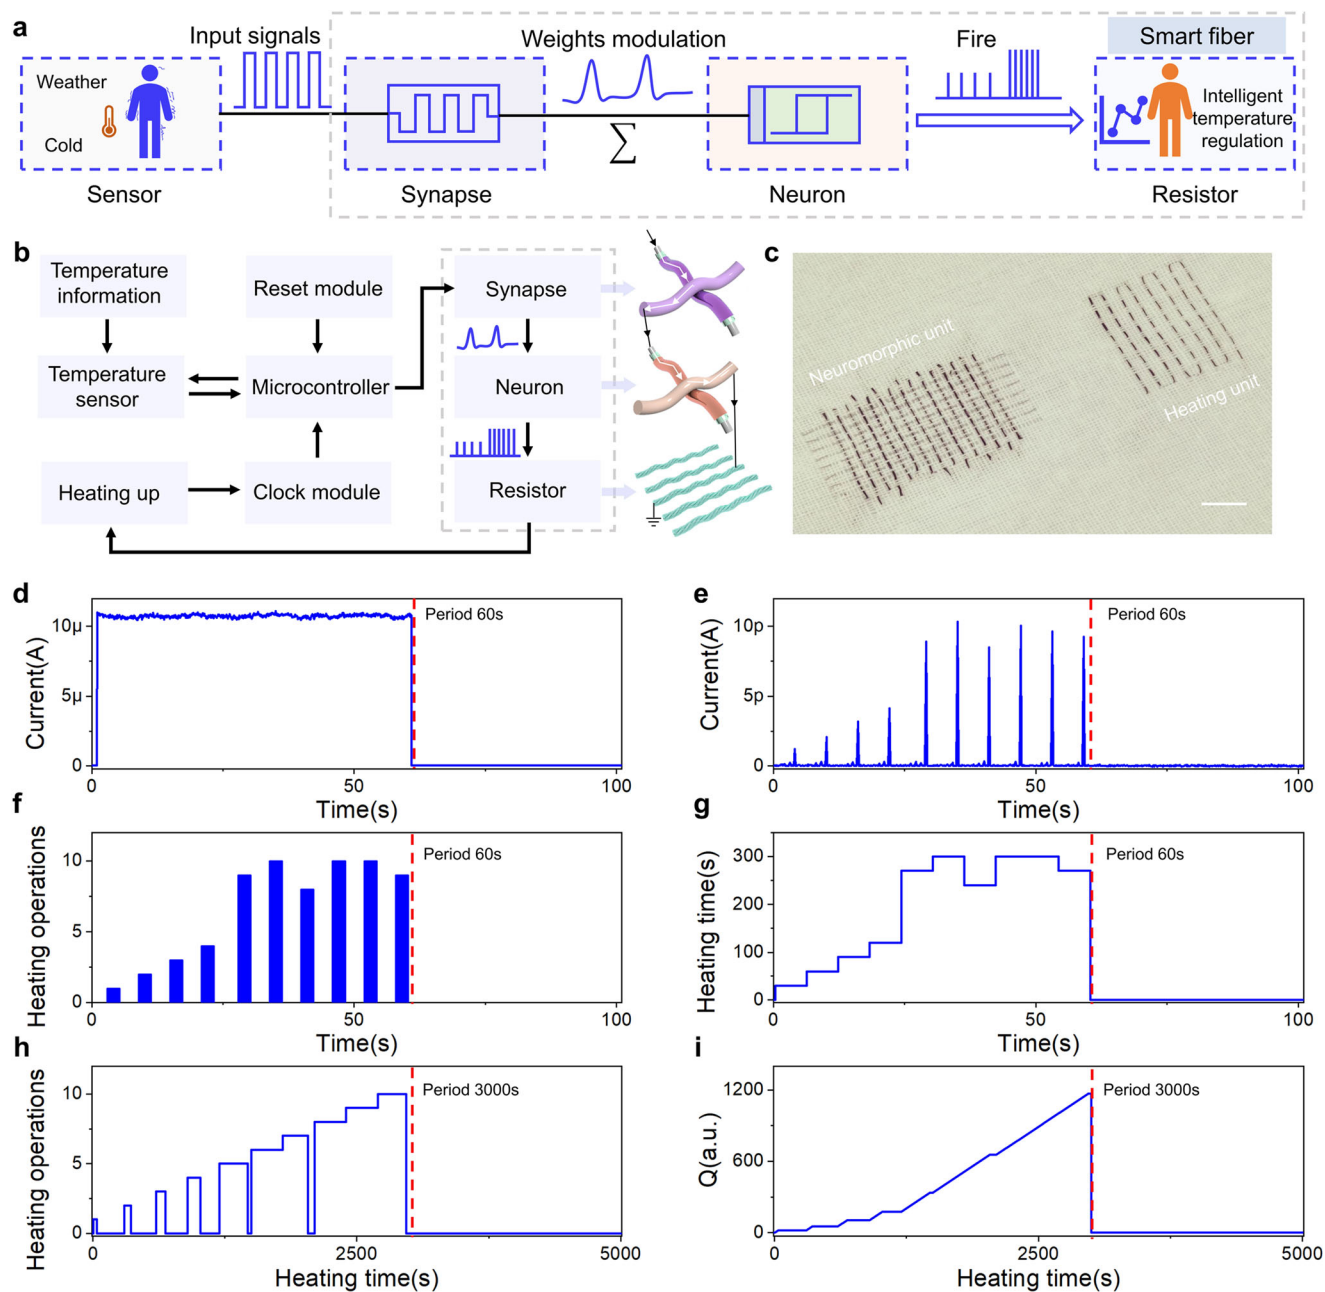 a
Input signals
Weights modulation
Fire
Smart fiber
Weather
Cold
Σ
Intelligent
temperature
regulation
Sensor
Synapse
Neuron
Resistor
b
Temperature
information
Reset module
Synapse
Temperature
sensor
Microcontroller
Neuron
Heating up
Clock module
Resistor
c
Neuromorphic unit
Heating unit
d
Current(A)
10μ
5μ
0
Period 60s
0
50
100
Time(s)
e
Current(A)
10p
5p
0
Period 60s
0
50
100
Time(s)
f
Heating operations
10
5
0
Period 60s
0
50
100
Time(s)
g
Heating time(s)
300
200
100
0
Period 60s
0
50
100
Time(s)
h
Heating operations
10
5
0
Period 3000s
0
2500
5000
Heating time(s)
i
Q(a.u.)
1200
600
0
Period 3000s
0
2500
5000
Heating time(s)